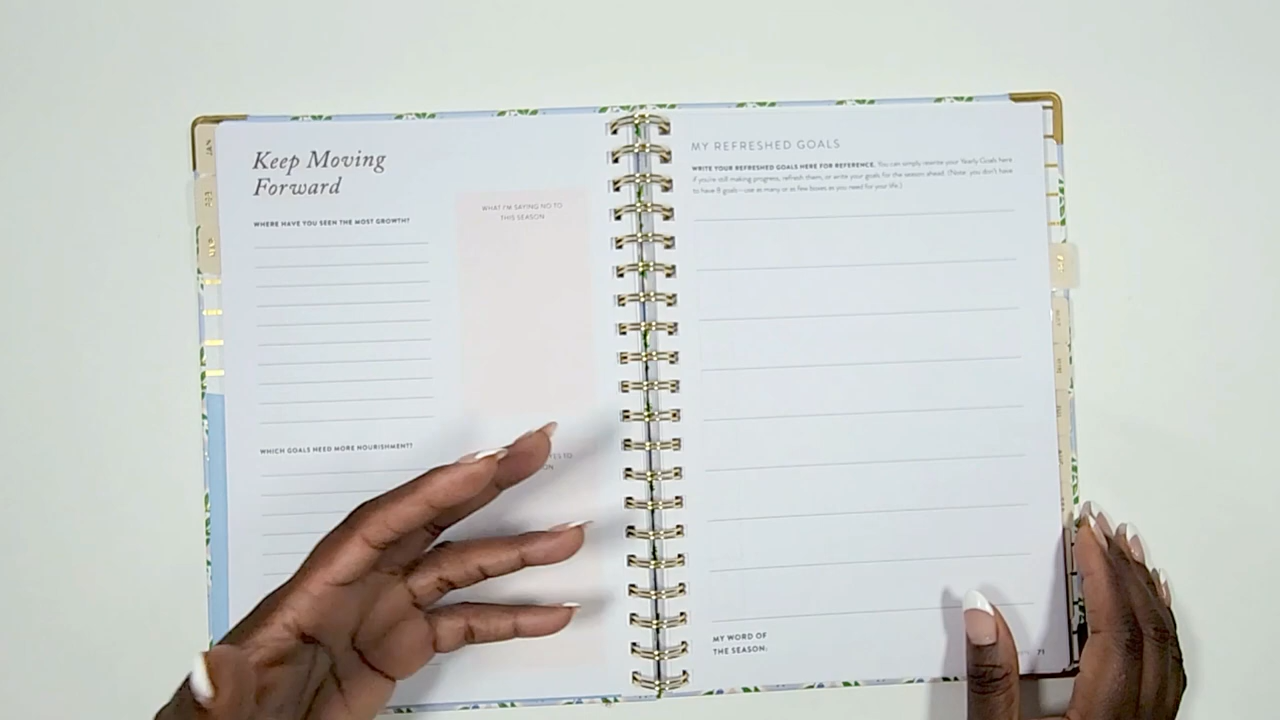 Keep Moving
Forward
WHERE HAVE YOU SEEN THE MOST GROWTH?
WHAT I'M SAYING NO TO
THIS SEASON
WHICH GOALS NEED MORE NOURISHMENT?
YES TO
MY REFRESHED GOALS
WRITE YOUR REFRESHED GOALS HERE FOR REFERENCE. You can simply rewrite your Yearly Goals here
if you're still making progress, refresh them, or write your goals for the season ahead. (Note: you don't have
to have 8 goals—use as many or as few boxes as you need for your life.)
MY WORD OF
THE SEASON:
71